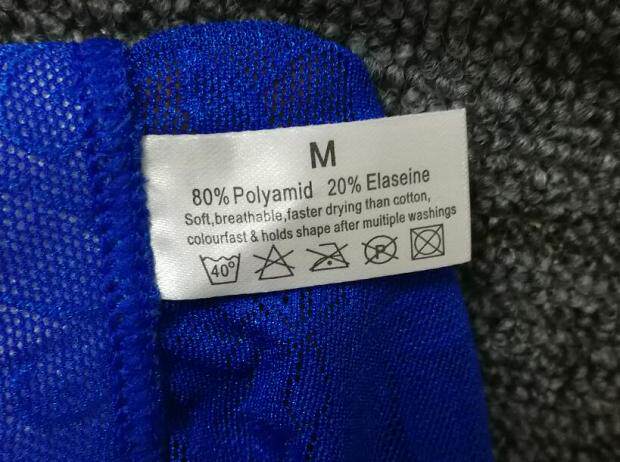 M
80% Polyamid 20% Elaseine
Soft,breathable,faster drying than cotton,
colourfast & holds shape after multiple washings
40° P